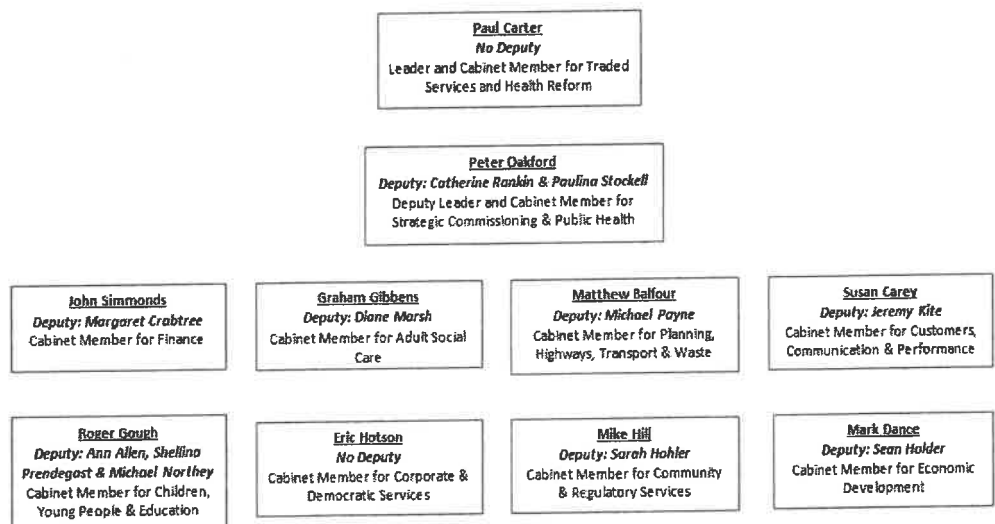 Paul Carter
No Deputy
Leader and Cabinet Member for Traded
Services and Health Reform
Peter Oakford
Deputy: Catherine Rankin & Paulina Stockell
Deputy Leader and Cabinet Member for
Strategic Commissioning & Public Health
John Simmonds
Deputy: Margaret Crabtree
Cabinet Member for Finance
Graham Gibbens
Deputy: Diane Marsh
Cabinet Member for Adult Social
Care
Matthew Balfour
Deputy: Michael Payne
Cabinet Member for Planning,
Highways, Transport & Waste
Susan Carey
Deputy: Jeremy Kite
Cabinet Member for Customers,
Communication & Performance
Roger Gough
Deputy: Ann Allen, Shellina
Prendegast & Michael Northey
Cabinet Member for Children,
Young People & Education
Eric Hotson
No Deputy
Cabinet Member for Corporate &
Democratic Services
Mike Hill
Deputy: Sarah Hohler
Cabinet Member for Community
& Regulatory Services
Mark Dance
Deputy: Sean Holder
Cabinet Member for Economic
Development